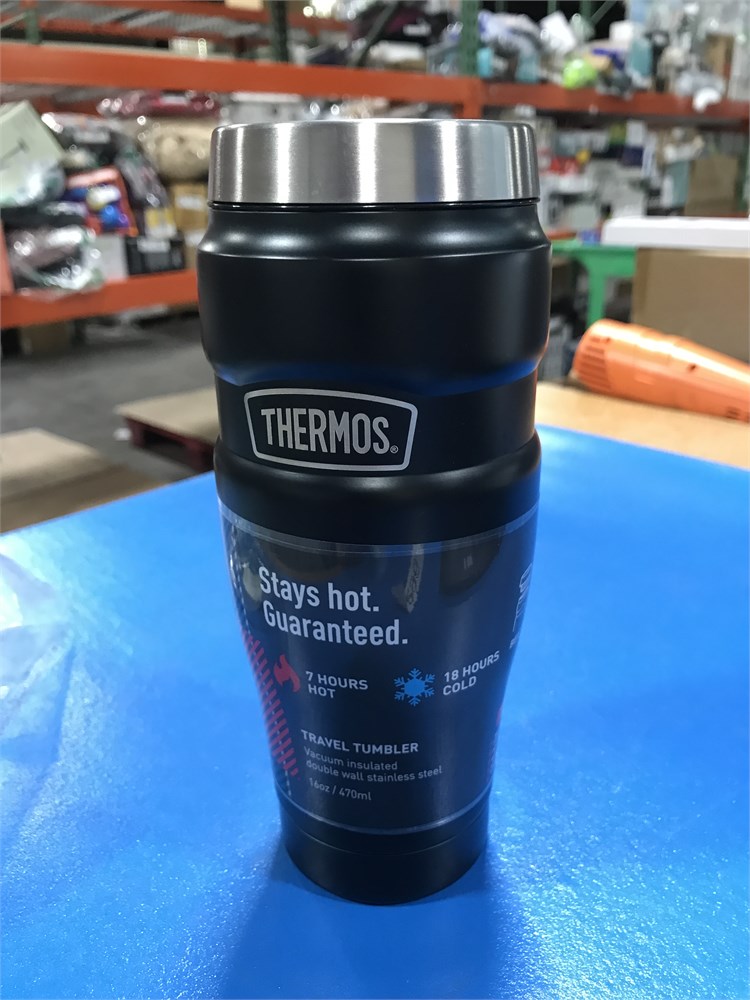 THERMOS®
Stays hot.
Guaranteed.
7 HOURS
HOT
18 HOURS
COLD
TRAVEL TUMBLER
Vacuum insulated
double wall stainless steel
16oz / 470ml